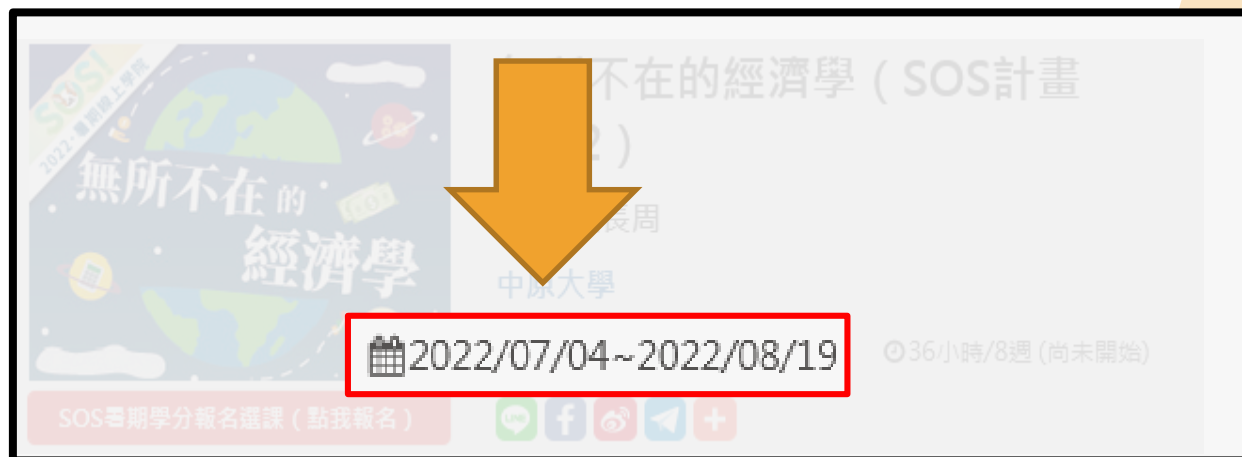 SOS!
2022·暑期線上學院
無所不在的
經濟學
不在的經濟學（SOS計畫
2）
長周
中原大學
2022/07/04~2022/08/19
36小時/8週 (尚未開始)
SOS暑期學分報名選課（點我報名）
LINE